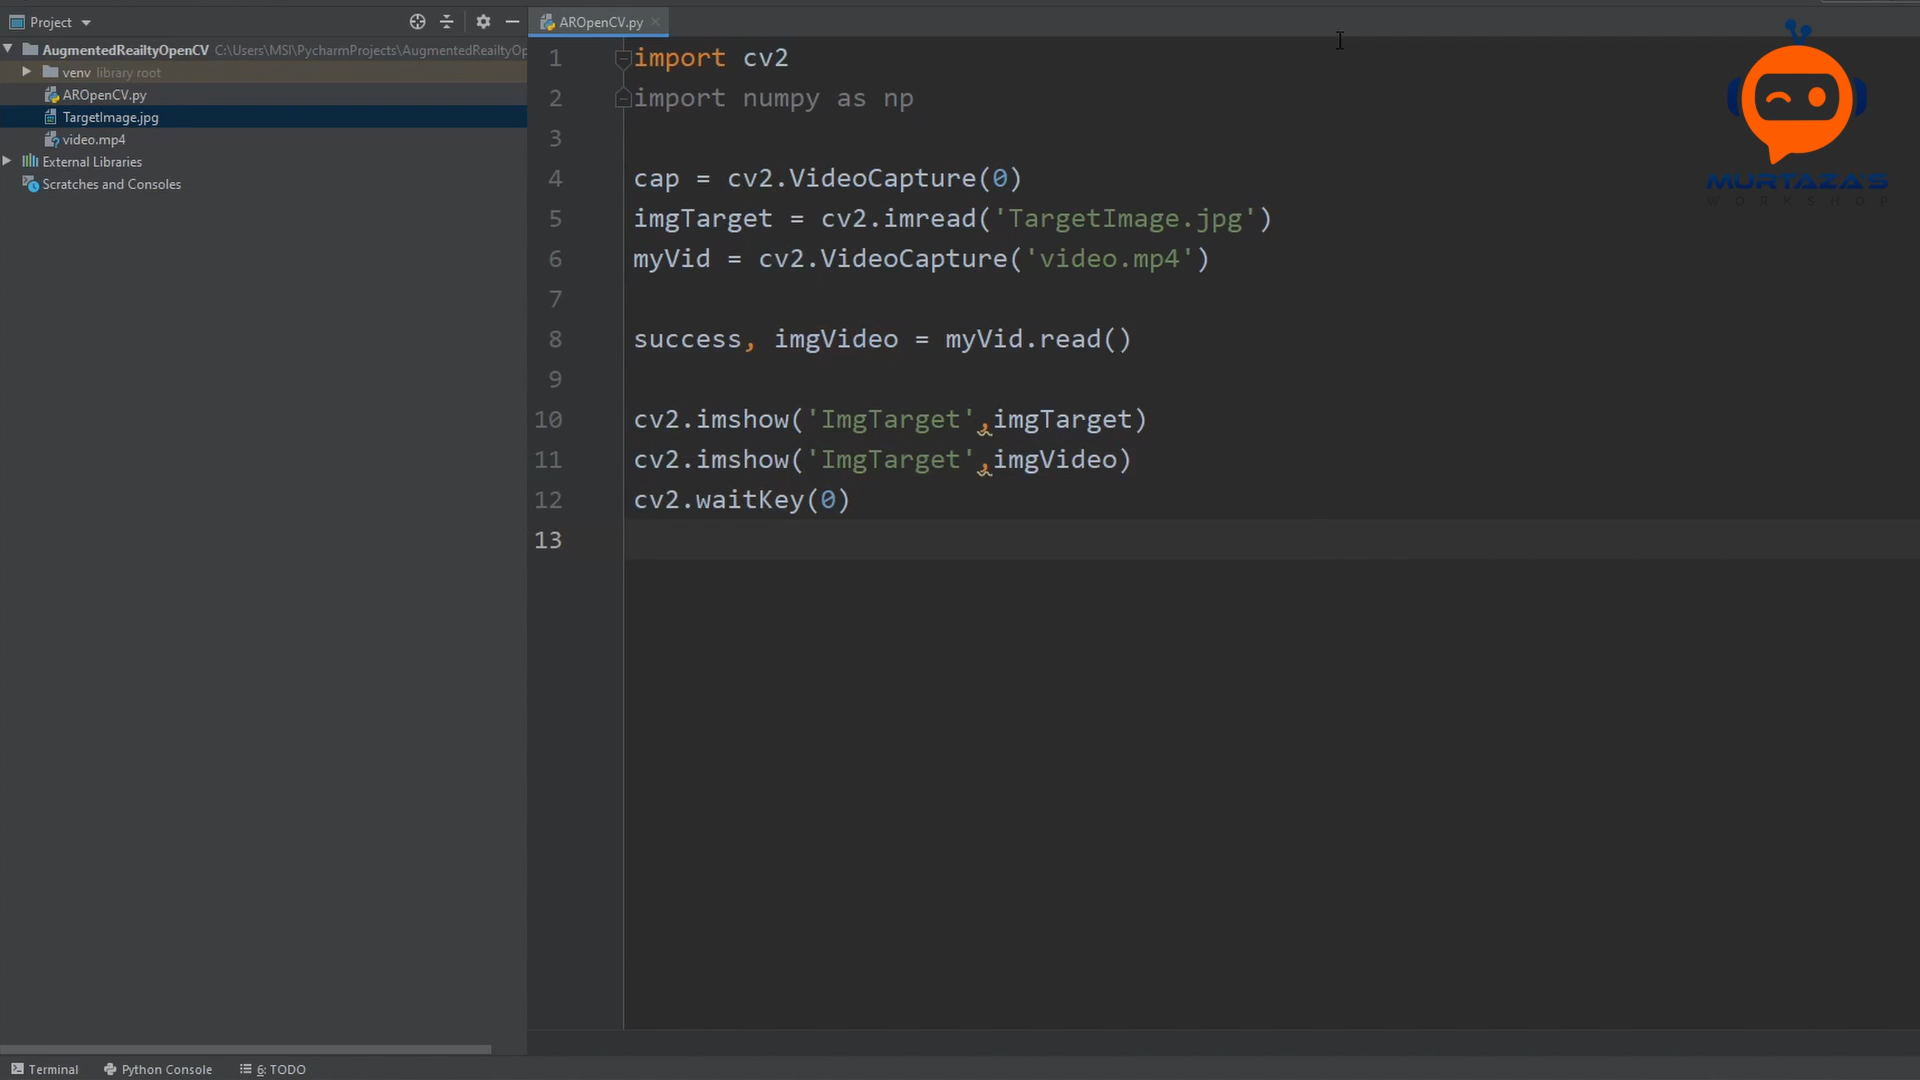 Project
AROpenCV.py
AugmentedReailtyOpenCV C:\Users\MSI\PycharmProjects\AugmentedReailtyOp
venv library root
AROpenCV.py
TargetImage.jpg
video.mp4
External Libraries
Scratches and Consoles
1 import cv2
2 import numpy as np
3
4 cap = cv2.VideoCapture(0)
5 imgTarget = cv2.imread('TargetImage.jpg')
6 myVid = cv2.VideoCapture('video.mp4')
7
8 success, imgVideo = myVid.read()
9
10 cv2.imshow('ImgTarget',imgTarget)
11 cv2.imshow('ImgTarget',imgVideo)
12 cv2.waitKey(0)
13
MURTAZA'S
WORKSHOP
Terminal
Python Console
6: TODO